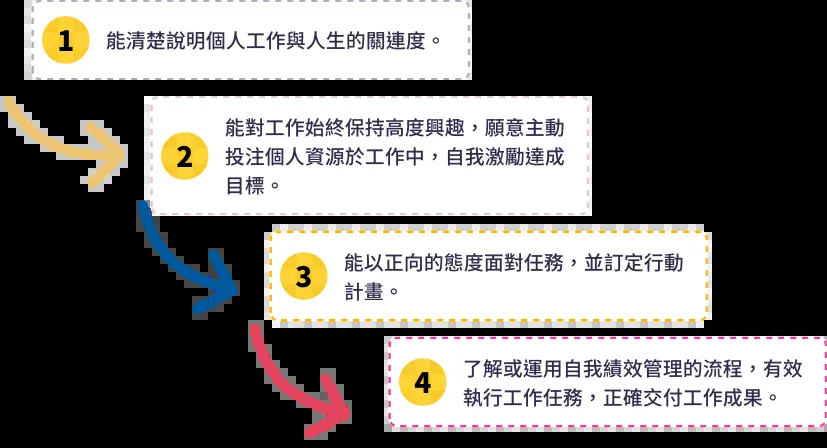 1
能清楚說明個人工作與人生的關連度。
2
能對工作始終保持高度興趣，願意主動
投注個人資源於工作中，自我激勵達成
目標。
3
能以正向的態度面對任務，並訂定行動
計畫。
4
了解或運用自我績效管理的流程，有效
執行工作任務，正確交付工作成果。